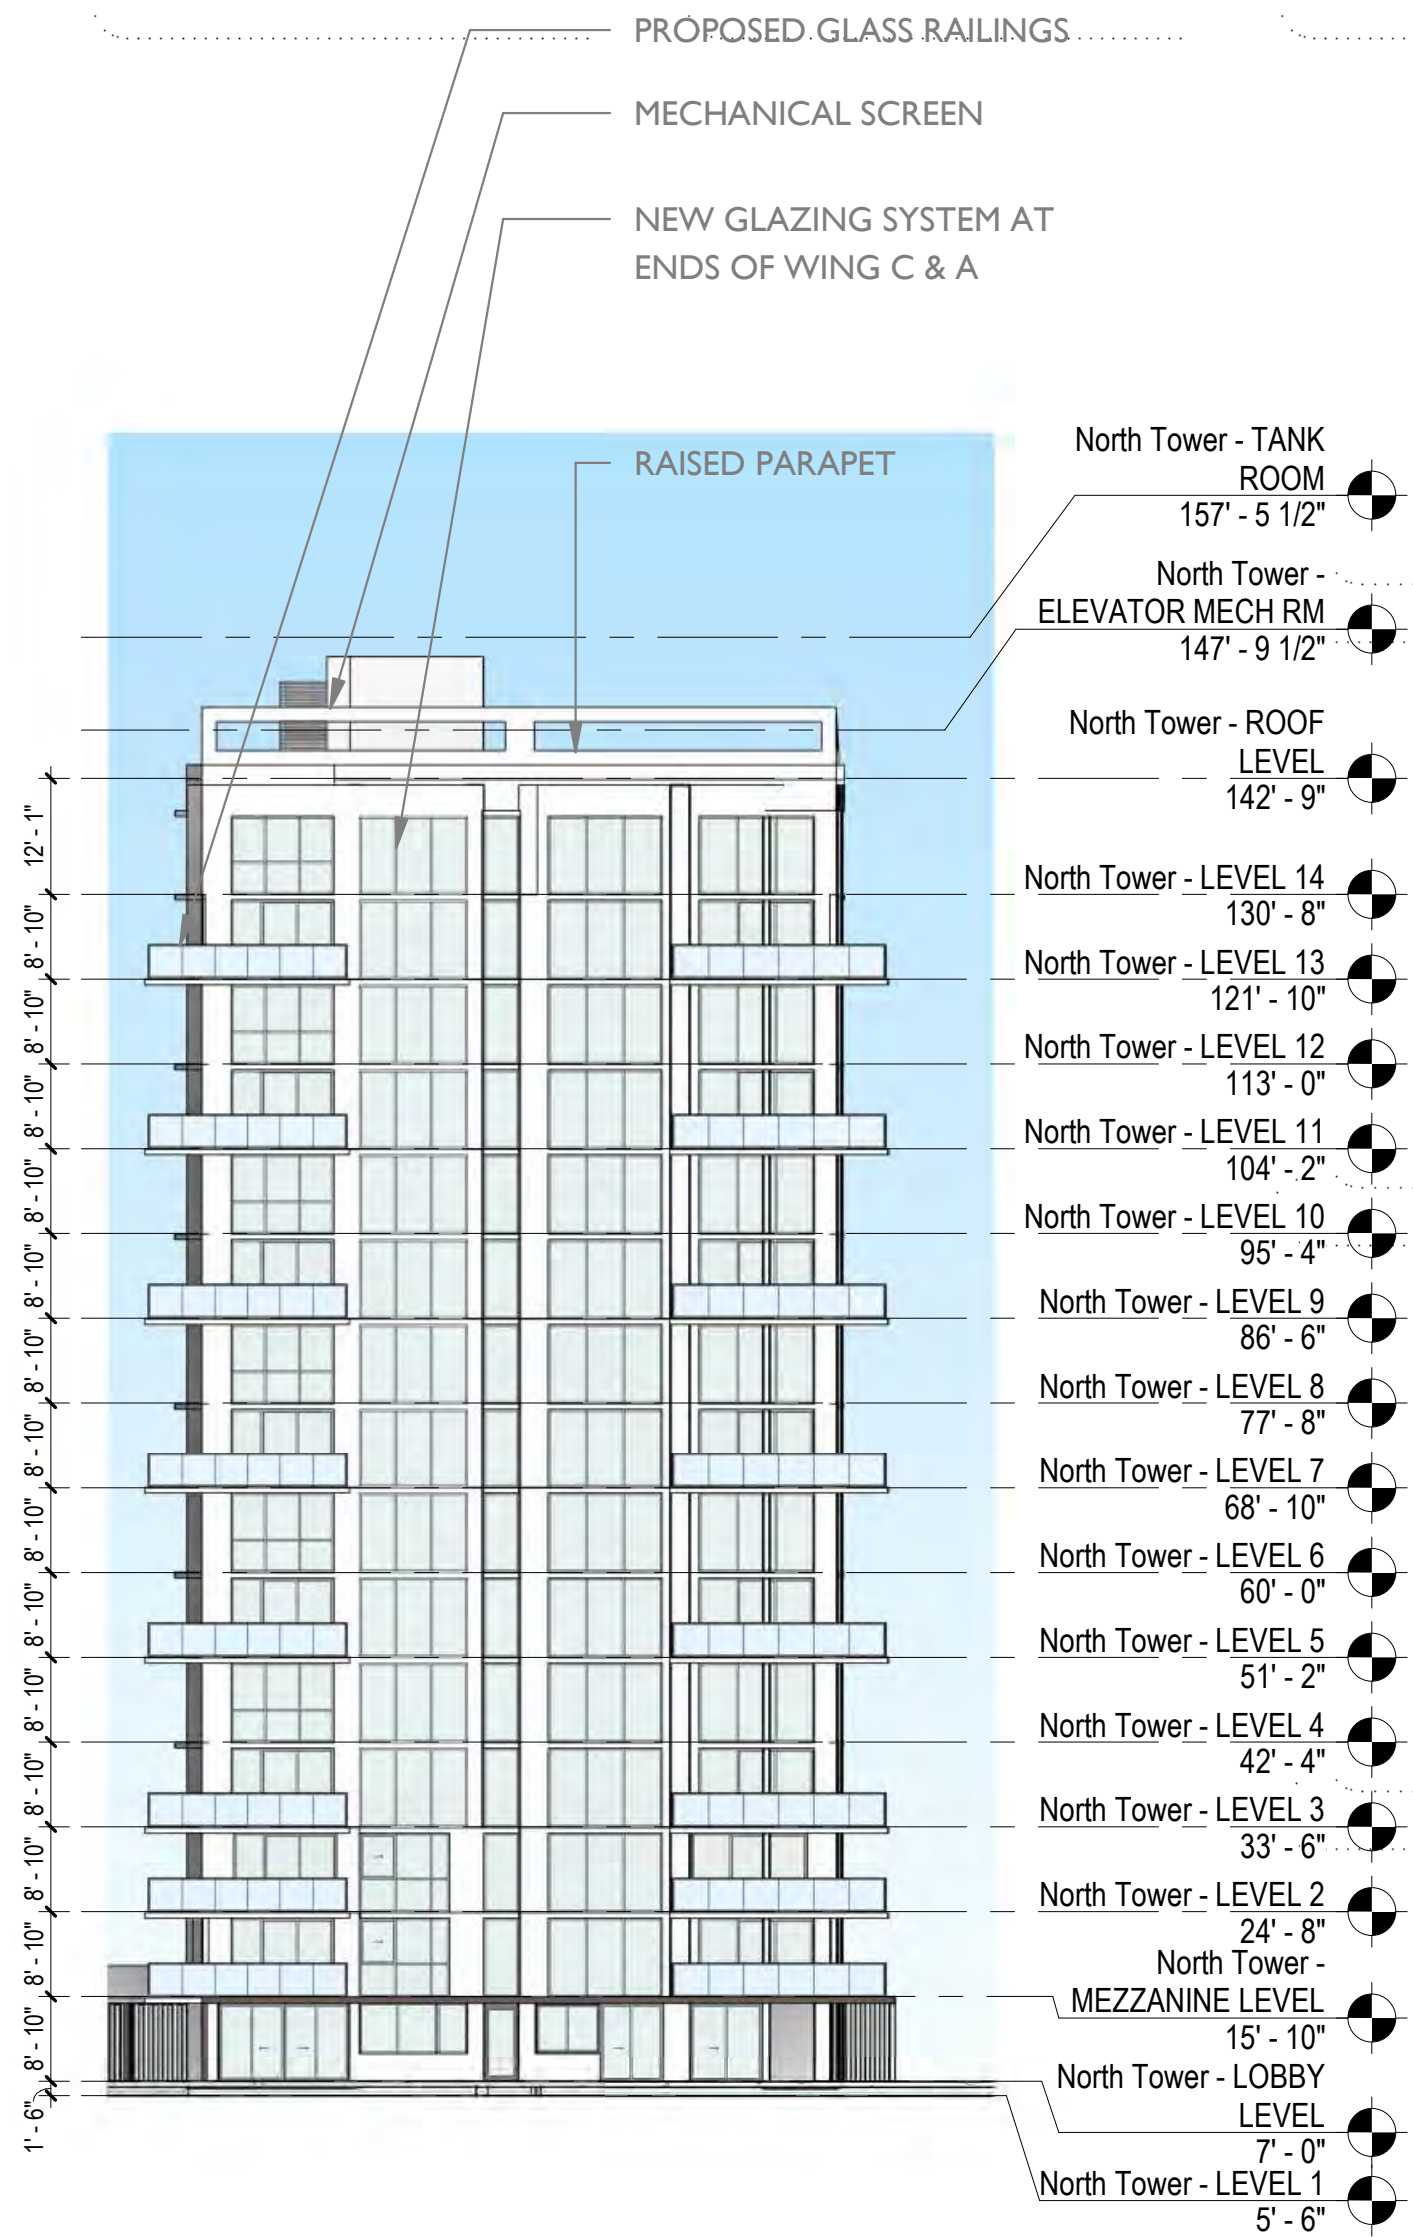 PROPOSED GLASS RAILINGS
MECHANICAL SCREEN
NEW GLAZING SYSTEM AT
ENDS OF WING C & A
RAISED PARAPET
North Tower - TANK
ROOM
157' - 5 1/2"
North Tower -
ELEVATOR MECH RM
147' - 9 1/2"
North Tower - ROOF
LEVEL
142' - 9"
12' - 1"
North Tower - LEVEL 14
130' - 8"
8' - 10"
North Tower - LEVEL 13
121' - 10"
8' - 10"
North Tower - LEVEL 12
113' - 0"
8' - 10"
North Tower - LEVEL 11
104' - 2"
8' - 10"
North Tower - LEVEL 10
95' - 4"
8' - 10"
North Tower - LEVEL 9
86' - 6"
8' - 10"
North Tower - LEVEL 8
77' - 8"
8' - 10"
North Tower - LEVEL 7
68' - 10"
8' - 10"
North Tower - LEVEL 6
60' - 0"
8' - 10"
North Tower - LEVEL 5
51' - 2"
8' - 10"
North Tower - LEVEL 4
42' - 4"
8' - 10"
North Tower - LEVEL 3
33' - 6"
8' - 10"
North Tower - LEVEL 2
24' - 8"
8' - 10"
North Tower -
MEZZANINE LEVEL
15' - 10"
8' - 10"
North Tower - LOBBY
LEVEL
7' - 0"
1' - 6"
North Tower - LEVEL 1
5' - 6"